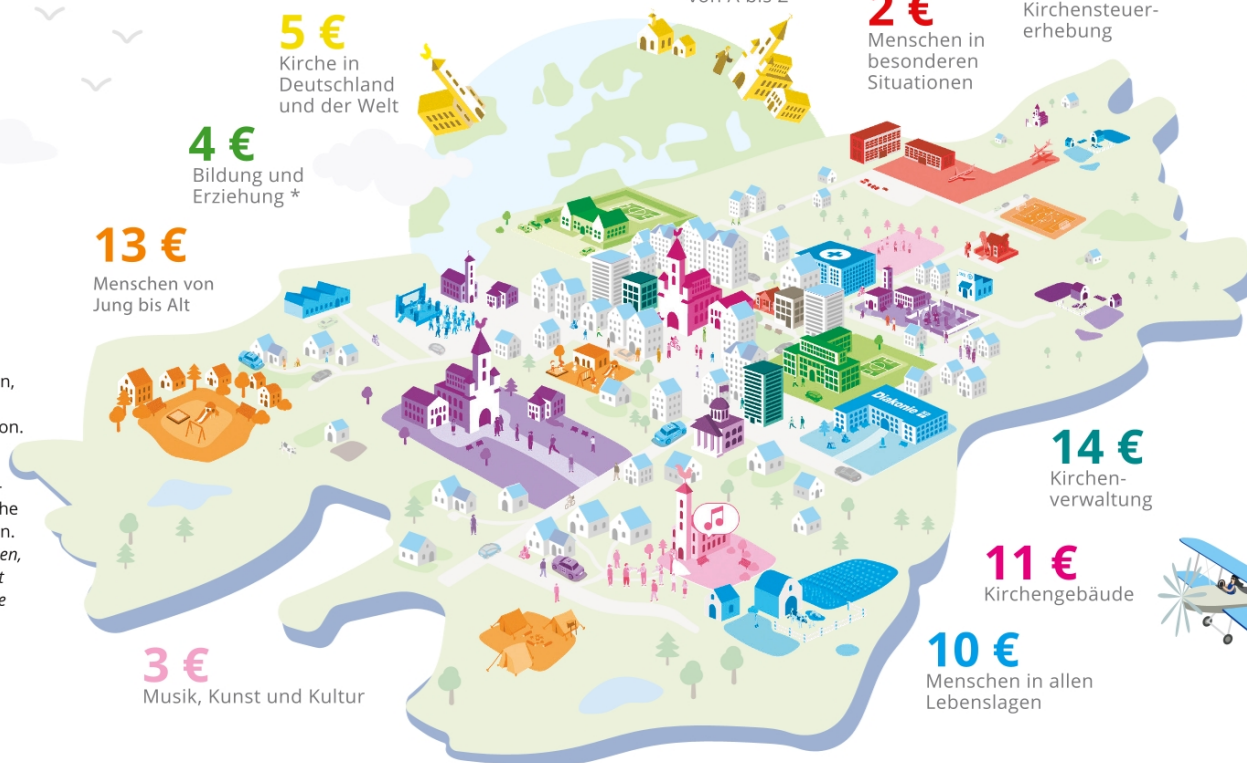 von A bis Z
2 €
Menschen in
besonderen
Situationen
Kirchensteuer-
erhebung
5 €
Kirche in
Deutschland
und der Welt
4 €
Bildung und
Erziehung *
13 €
Menschen von
Jung bis Alt
Diakonie
14 €
Kirchen-
verwaltung
11 €
Kirchengebäude
10 €
Menschen in allen
Lebenslagen
3 €
Musik, Kunst und Kultur